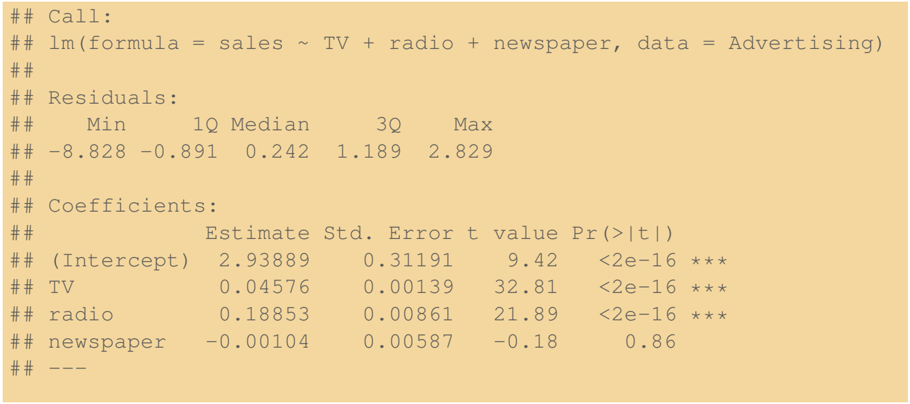 ## Call:
## lm(formula = sales ~ TV + radio + newspaper, data = Advertising)
##
## Residuals:
##    Min     1Q Median     3Q    Max
## -8.828 -0.891  0.242  1.189  2.829
##
## Coefficients:
##             Estimate Std. Error t value Pr(>|t|)
## (Intercept)  2.93889    0.31191    9.42   <2e-16 ***
## TV           0.04576    0.00139   32.81   <2e-16 ***
## radio        0.18853    0.00861   21.89   <2e-16 ***
## newspaper   -0.00104    0.00587   -0.18     0.86
## ---